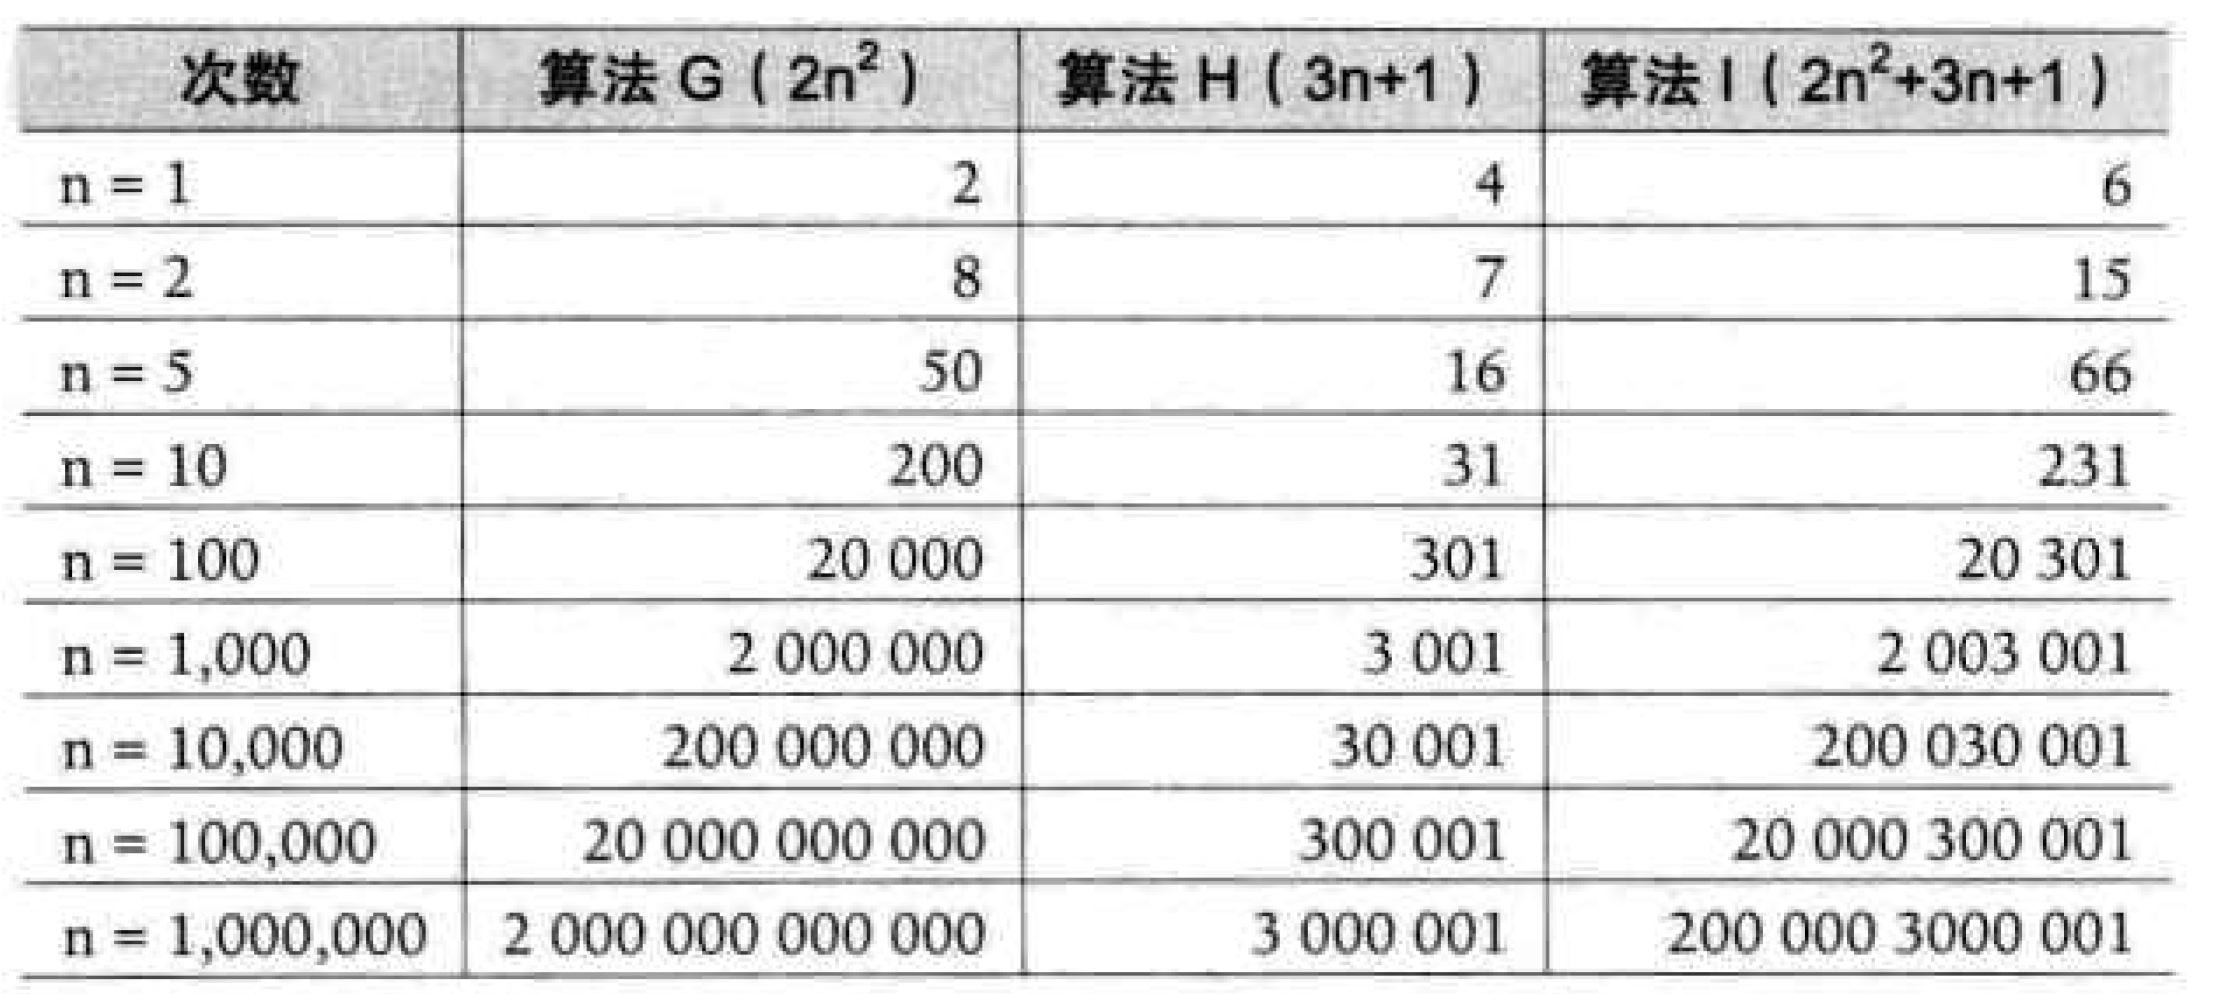 次数 算法 G（2n²） 算法 H（3n+1） 算法 I（2n²+3n+1）
n = 1 2 4 6
n = 2 8 7 15
n = 5 50 16 66
n = 10 200 31 231
n = 100 20 000 301 20 301
n = 1,000 2 000 000 3 001 2 003 001
n = 10,000 200 000 000 30 001 200 030 001
n = 100,000 20 000 000 000 300 001 20 000 300 001
n = 1,000,000 2 000 000 000 000 3 000 001 200 000 3000 001